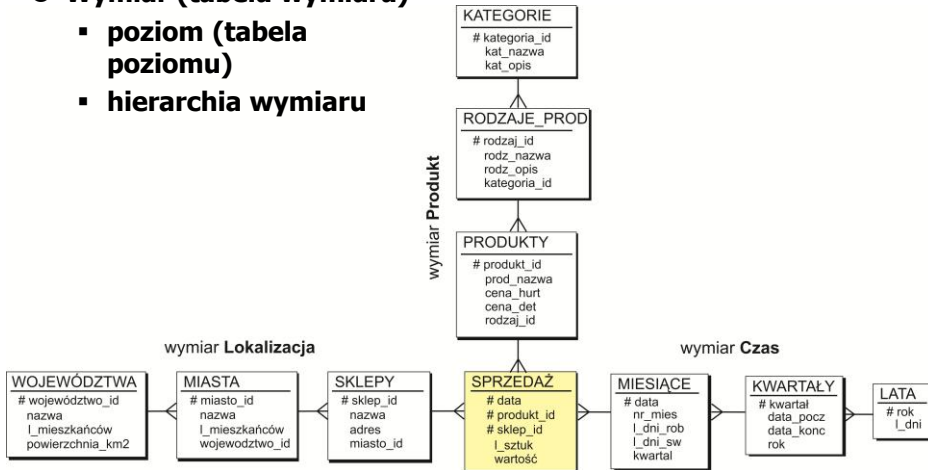 Wymiar (tabela wymiaru)
▪ poziom (tabela
poziomu)
▪ hierarchia wymiaru
KATEGORIE
# kategoria_id
kat_nazwa
kat_opis
RODZAJE_PROD
# rodzaj_id
rodz_nazwa
rodz_opis
kategoria_id
wymiar Produkt
PRODUKTY
# produkt_id
prod_nazwa
cena_hurt
cena_det
rodzaj_id
wymiar Lokalizacja
wymiar Czas
WOJEWÓDZTWA
# województwo_id
nazwa
l_mieszkańców
powierzchnia_km2
MIASTA
# miasto_id
nazwa
l_mieszkańców
wojewodztwo_id
SKLEPY
# sklep_id
nazwa
adres
miasto_id
SPRZEDAŻ
# data
# produkt_id
# sklep_id
l_sztuk
wartość
MIESIĄCE
# data
nr_mies
l_dni_rob
l_dni_sw
kwartal
KWARTAŁY
# kwartał
data_pocz
data_konc
rok
LATA
# rok
l_dni